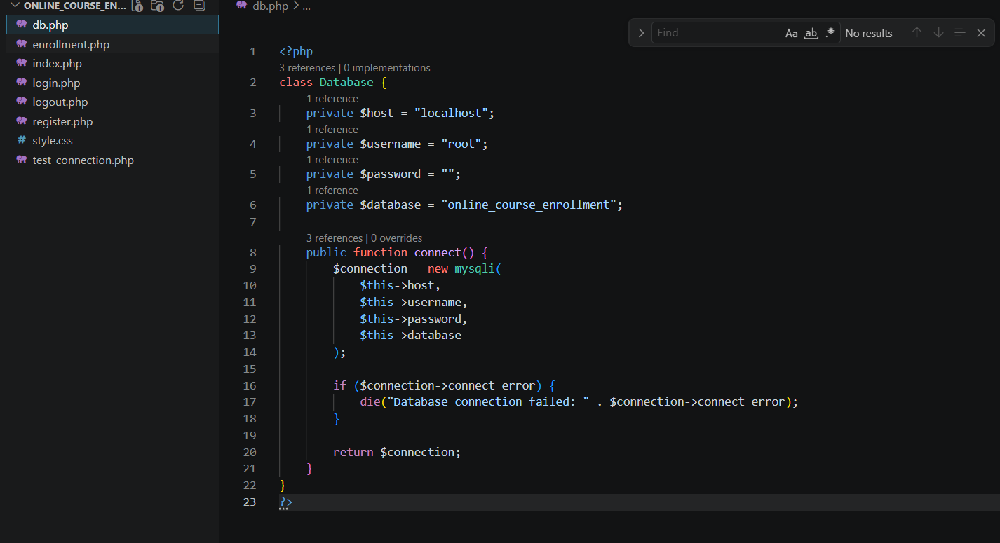 ONLINE_COURSE_EN...
db.php
enrollment.php
index.php
login.php
logout.php
register.php
# style.css
test_connection.php
db.php > ...
Find
Aa ab .* No results
1 <?php
3 references | 0 implementations
2 class Database {
1 reference
3 private $host = "localhost";
1 reference
4 private $username = "root";
1 reference
5 private $password = "";
1 reference
6 private $database = "online_course_enrollment";
7
3 references | 0 overrides
8 public function connect() {
9 $connection = new mysqli(
10 $this->host,
11 $this->username,
12 $this->password,
13 $this->database
14 );
15
16 if ($connection->connect_error) {
17 die("Database connection failed: " . $connection->connect_error);
18 }
19
20 return $connection;
21 }
22 }
23 ?>